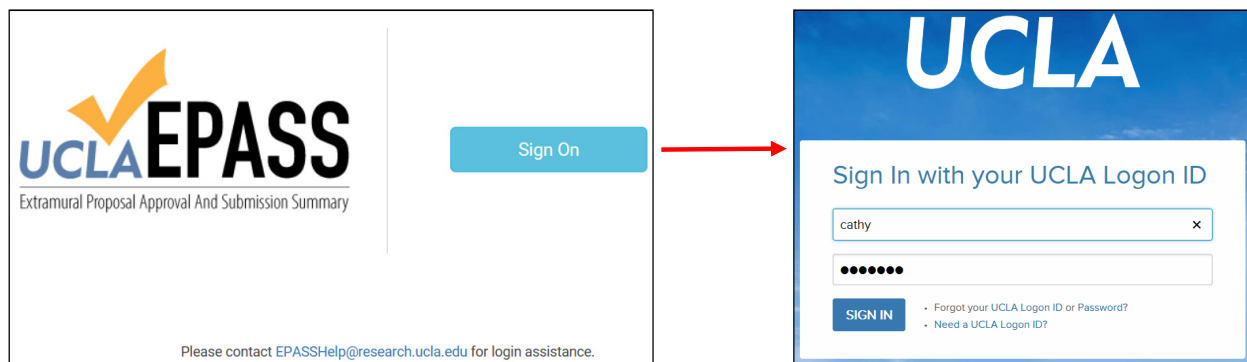 UCLA EPASS
Extramural Proposal Approval And Submission Summary
Sign On
Please contact EPASSHelp@research.ucla.edu for login assistance.
UCLA
Sign In with your UCLA Logon ID
cathy ×
●●●●●●●
SIGN IN
• Forgot your UCLA Logon ID or Password?
• Need a UCLA Logon ID?